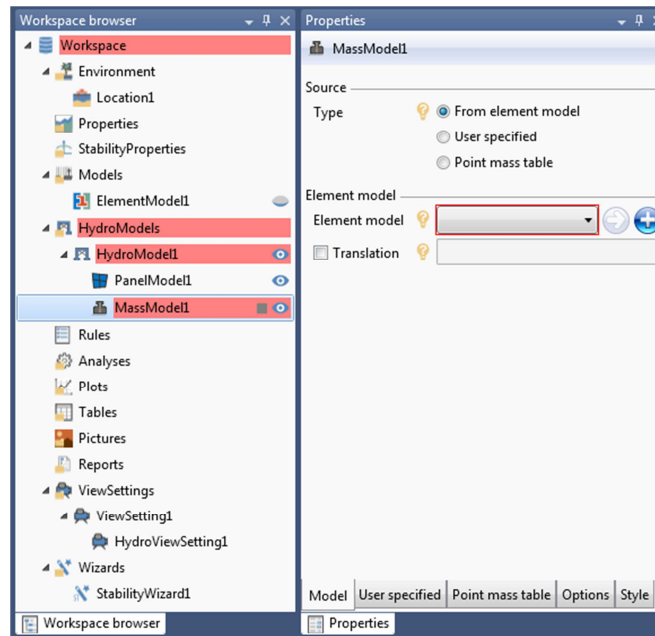 Workspace browser
Workspace
Environment
Location1
Properties
StabilityProperties
Models
ElementModel1
HydroModels
HydroModel1
PanelModel1
MassModel1
Rules
Analyses
Plots
Tables
Pictures
Reports
ViewSettings
ViewSetting1
HydroViewSetting1
Wizards
StabilityWizard1
Workspace browser
Properties
MassModel1
Source
Type
From element model
User specified
Point mass table
Element model
Element model
Translation
Model User specified Point mass table Options Style
Properties